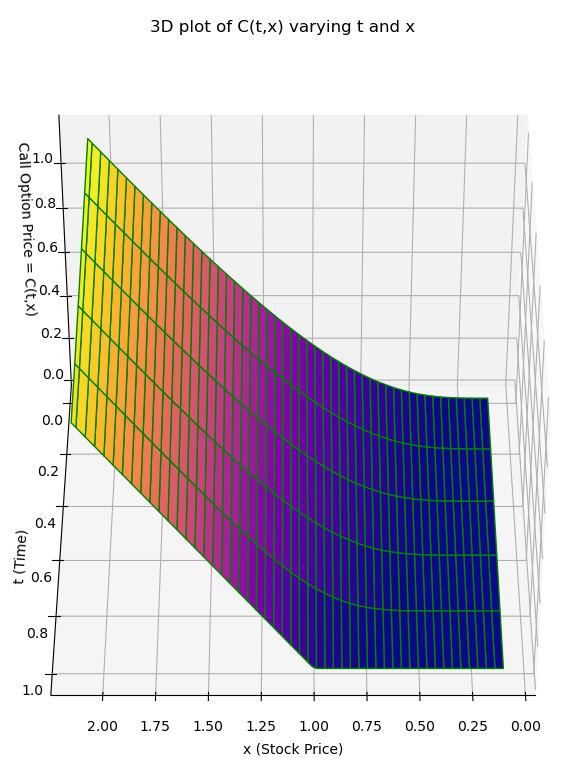 3D plot of C(t,x) varying t and x
Call Option Price = C(t,x)
1.0
0.8
0.6
0.4
0.2
0.0
0.0
0.2
0.4
0.6
0.8
1.0
t (Time)
2.00 1.75 1.50 1.25 1.00 0.75 0.50 0.25 0.00
x (Stock Price)